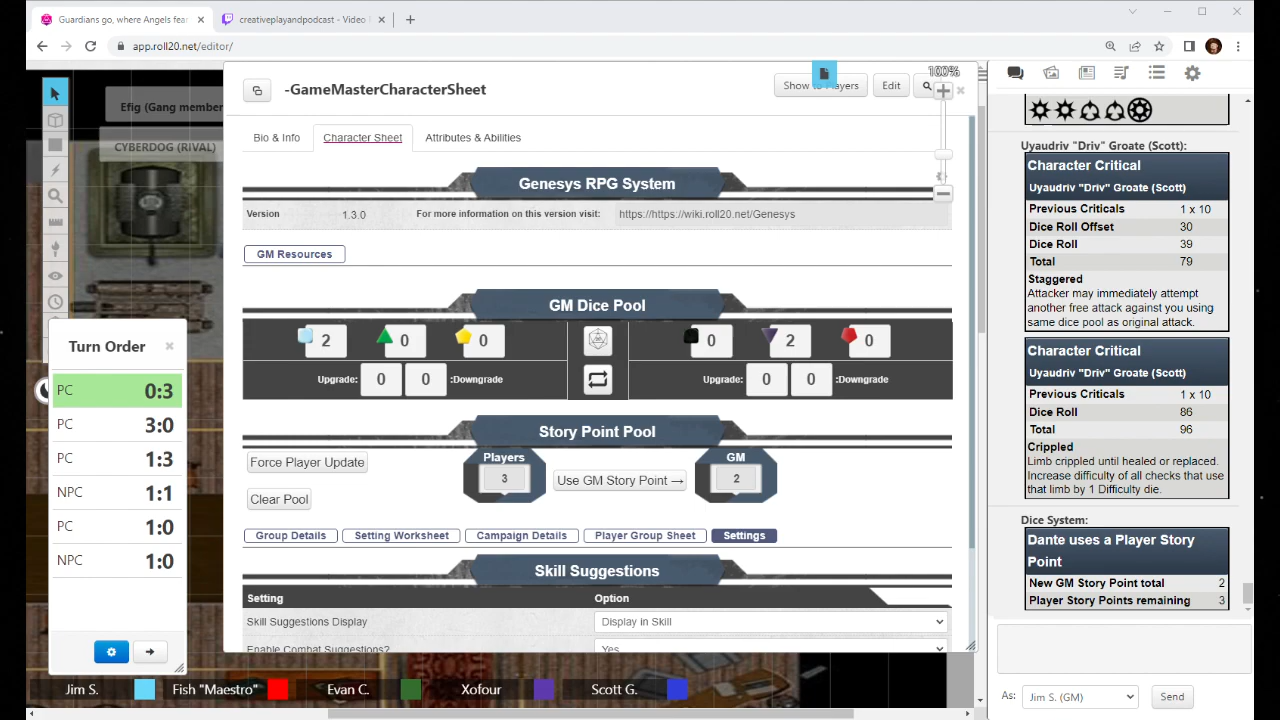 Guardians go, where Angels fea
creativeplayandpodcast - Video
app.roll20.net/editor/
Efig (Gang member
CYBERDOG (RIVAL)
Turn Order
PC 0:3
PC 3:0
PC 1:3
NPC 1:1
PC 1:0
NPC 1:0
-GameMasterCharacterSheet
Show to Players
Edit
100%
Bio & Info
Character Sheet
Attributes & Abilities
Genesys RPG System
Version 1.3.0 For more information on this version visit: https://https://wiki.roll20.net/Genesys
GM Resources
GM Dice Pool
2 0 0 0 2 0
Upgrade: 0 0 :Downgrade Upgrade: 0 0 :Downgrade
Story Point Pool
Force Player Update
Clear Pool
Players
3
Use GM Story Point →
GM
2
Group Details
Setting Worksheet
Campaign Details
Player Group Sheet
Settings
Skill Suggestions
Setting Option
Skill Suggestions Display Display in Skill
Enable Combat Suggestions? Yes
Jim S.
Fish "Maestro"
Evan C.
Xofour
Scott G.
Uyaudriv "Driv" Groate (Scott):
Character Critical
Uyaudriv "Driv" Groate (Scott)
Previous Criticals 1 x 10
Dice Roll Offset 30
Dice Roll 39
Total 79
Staggered
Attacker may immediately attempt
another free attack against you using
same dice pool as original attack.
Character Critical
Uyaudriv "Driv" Groate (Scott)
Previous Criticals 1 x 10
Dice Roll 86
Total 96
Crippled
Limb crippled until healed or replaced.
Increase difficulty of all checks that use
that limb by 1 Difficulty die.
Dice System:
Dante uses a Player Story
Point
New GM Story Point total 2
Player Story Points remaining 3
As: Jim S. (GM)
Send